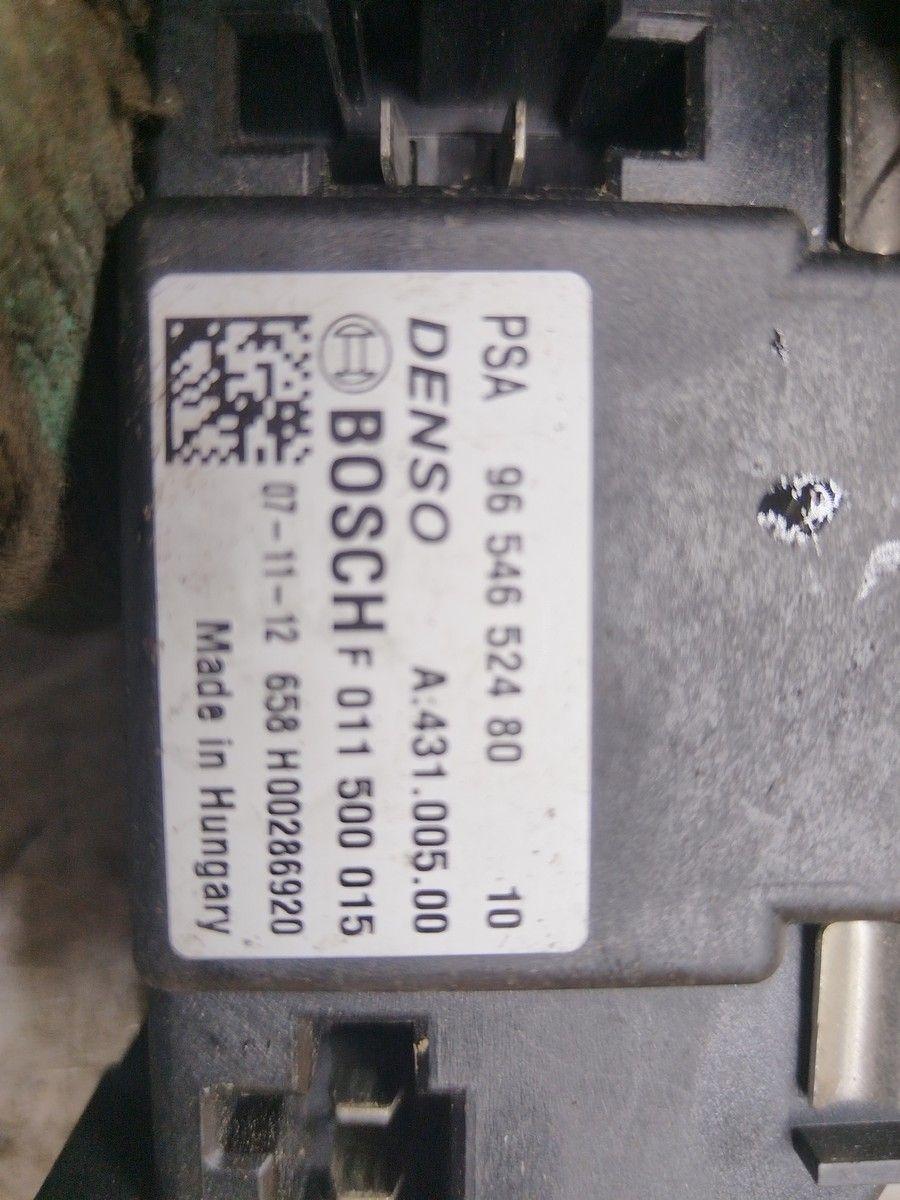 PSA 96 546 524 80 10
DENSO A:431.005.00
BOSCH F 011 500 015
07-11-12 658 H00286920
Made in Hungary